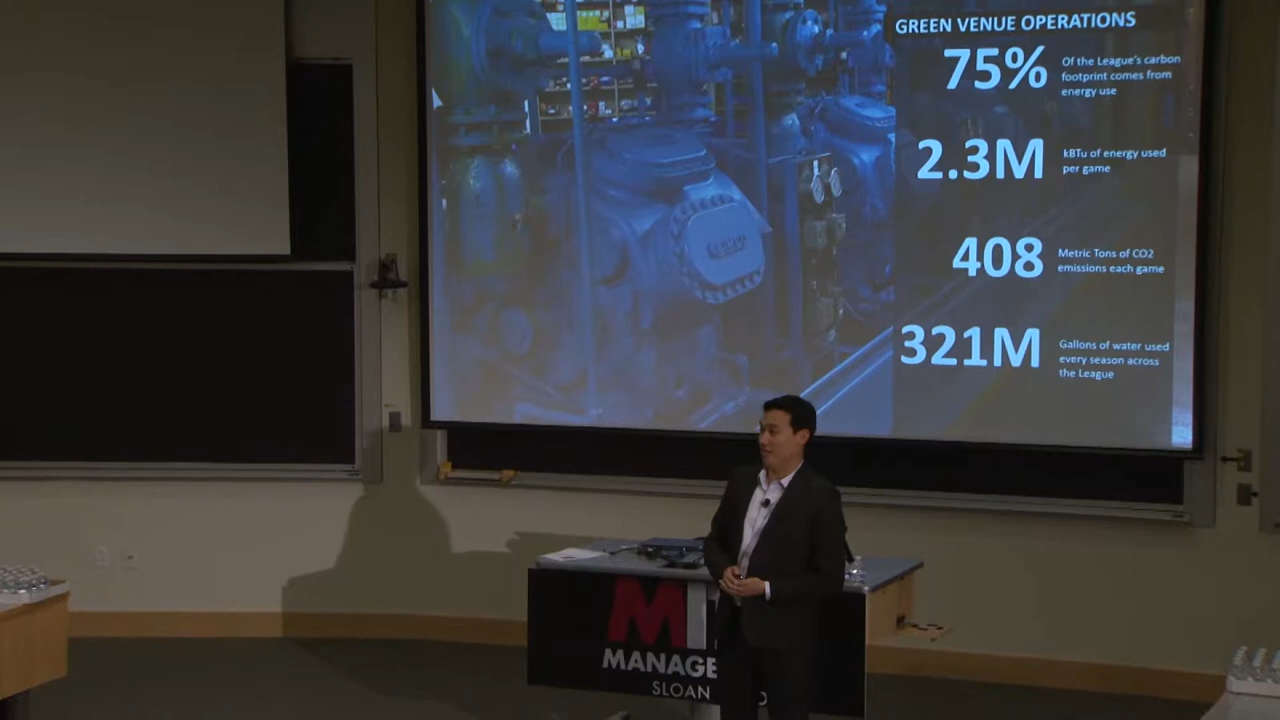 GREEN VENUE OPERATIONS
75%
Of the League's carbon
footprint comes from
energy use
2.3M
kBTu of energy used
per game
408
Metric Tons of CO2
emissions each game
321M
Gallons of water used
every season across
the League
MANAGE
SLOAN